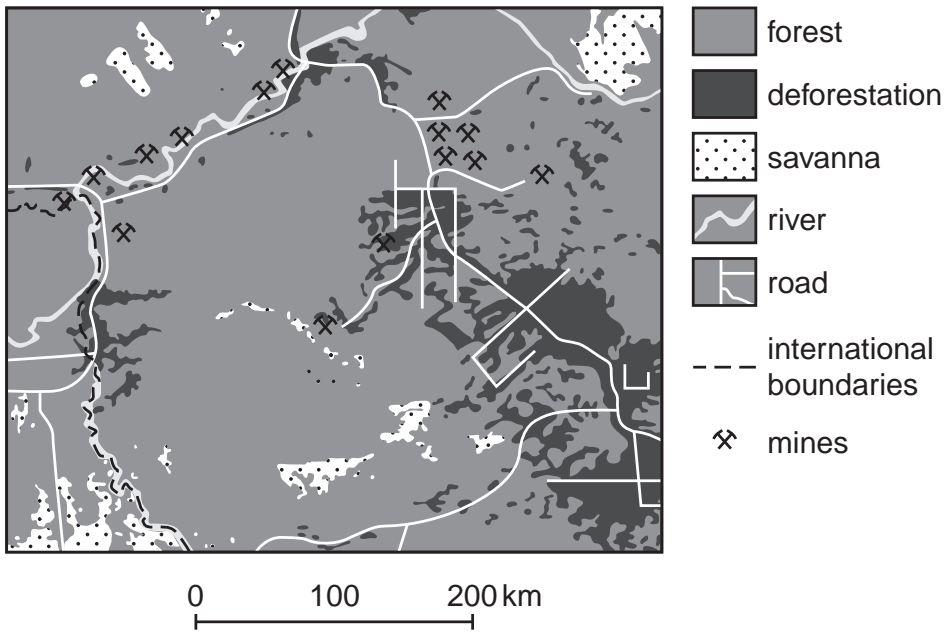 forest
deforestation
savanna
river
road
international
boundaries
mines
0 100 200 km